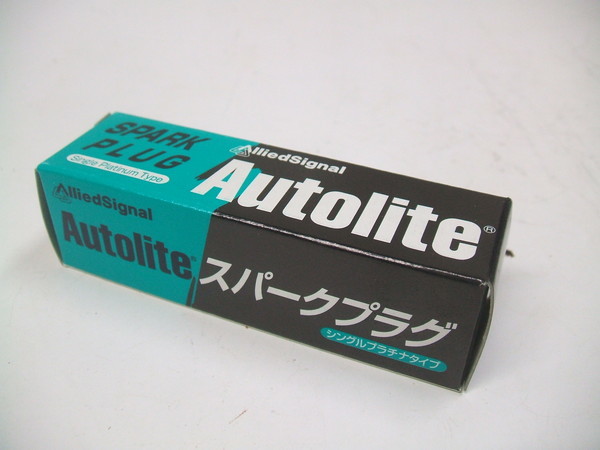 SPARK
PLUG
Single Platinum Type
AlliedSignal
Autolite®
AlliedSignal
Autolite®
スパークプラグ
シングルプラチナタイプ